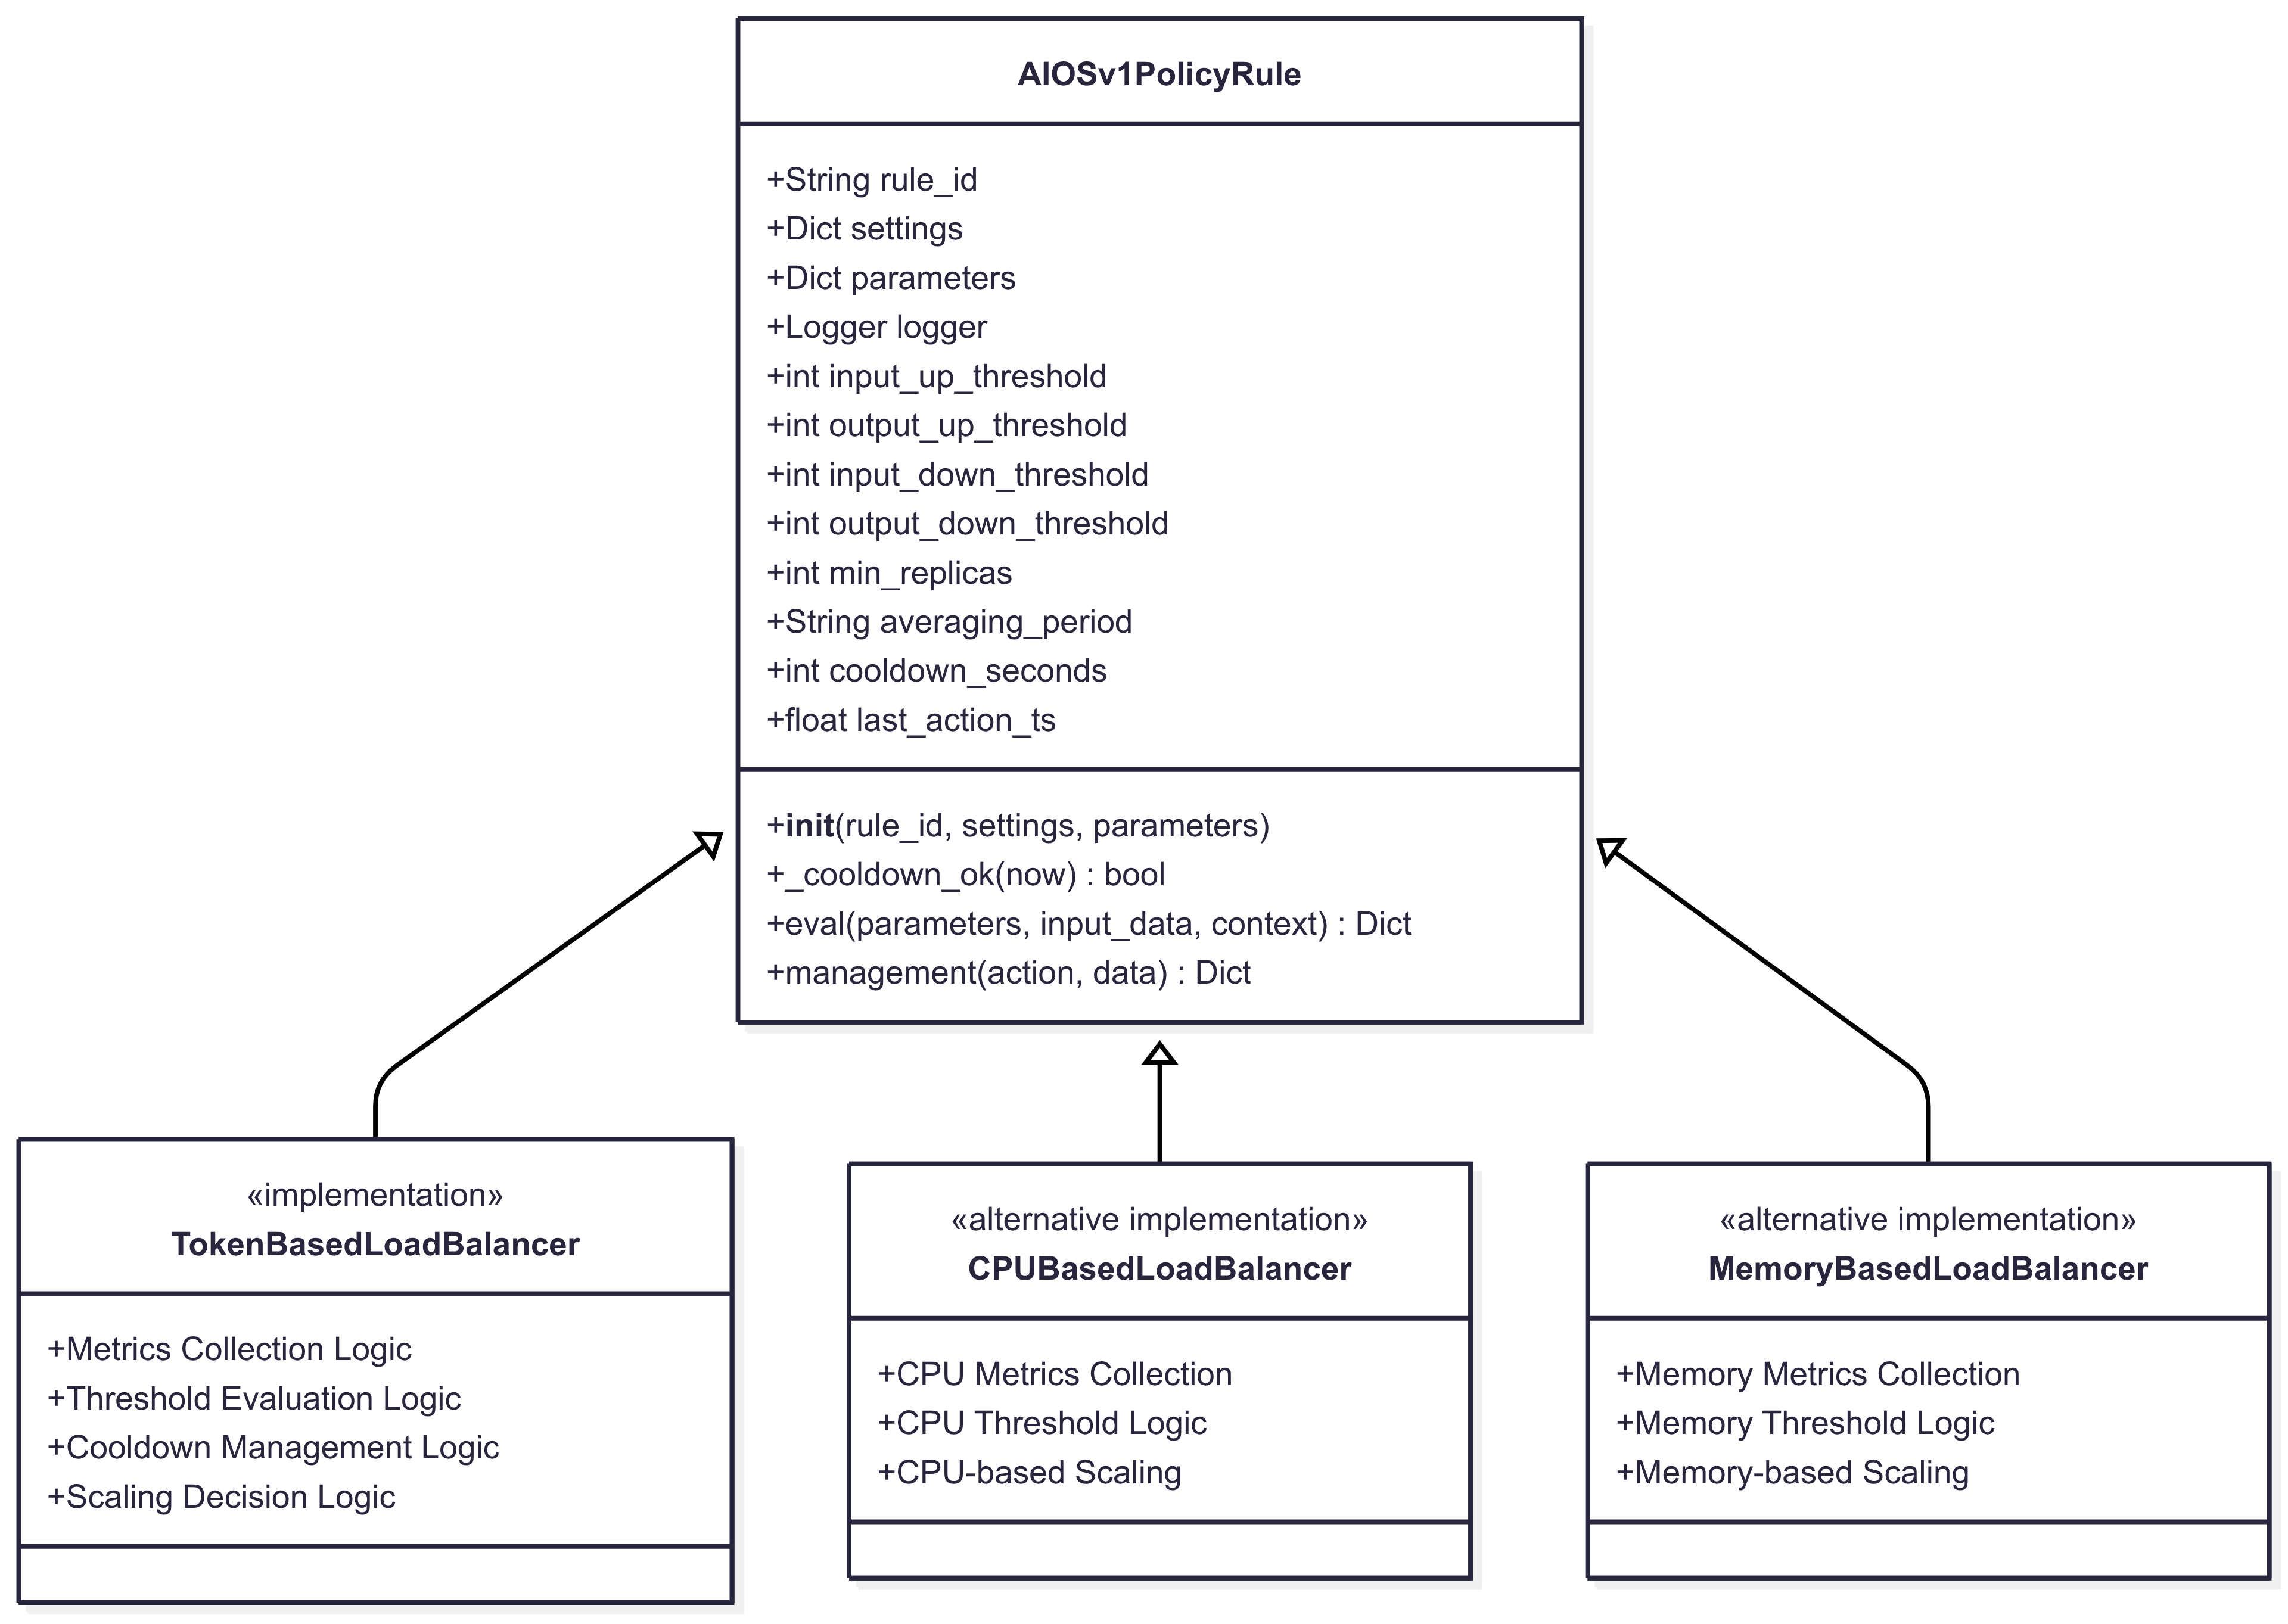 AIOSv1PolicyRule
+String rule_id
+Dict settings
+Dict parameters
+Logger logger
+int input_up_threshold
+int output_up_threshold
+int input_down_threshold
+int output_down_threshold
+int min_replicas
+String averaging_period
+int cooldown_seconds
+float last_action_ts
+init(rule_id, settings, parameters)
+_cooldown_ok(now) : bool
+eval(parameters, input_data, context) : Dict
+management(action, data) : Dict
«implementation»
TokenBasedLoadBalancer
+Metrics Collection Logic
+Threshold Evaluation Logic
+Cooldown Management Logic
+Scaling Decision Logic
«alternative implementation»
CPUBasedLoadBalancer
+CPU Metrics Collection
+CPU Threshold Logic
+CPU-based Scaling
«alternative implementation»
MemoryBasedLoadBalancer
+Memory Metrics Collection
+Memory Threshold Logic
+Memory-based Scaling